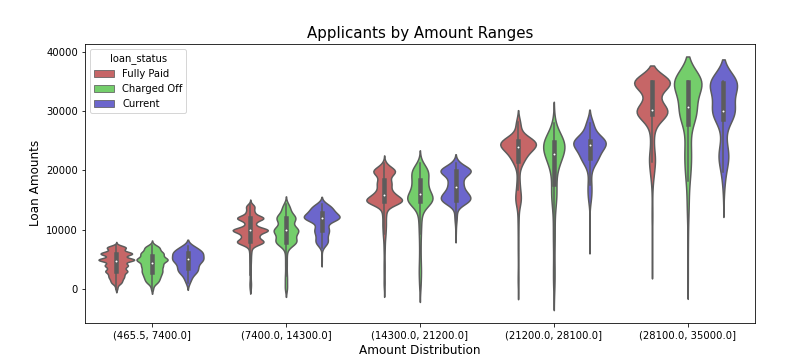 Applicants by Amount Ranges
40000
30000
20000
10000
0
Loan Amounts
loan_status
Fully Paid
Charged Off
Current
(465.5, 7400.0]
(7400.0, 14300.0]
(14300.0, 21200.0]
(21200.0, 28100.0]
(28100.0, 35000.0]
Amount Distribution